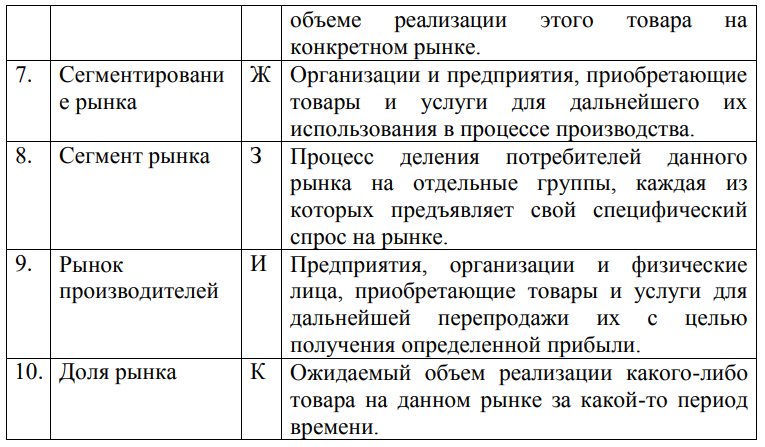 объеме реализации этого товара на
конкретном рынке.
7. Сегментировани Ж Организации и предприятия, приобретающие
е рынка товары и услуги для дальнейшего их
использования в процессе производства.
8. Сегмент рынка З Процесс деления потребителей данного
рынка на отдельные группы, каждая из
которых предъявляет свой специфический
спрос на рынке.
9. Рынок И Предприятия, организации и физические
производителей лица, приобретающие товары и услуги для
дальнейшей перепродажи их с целью
получения определенной прибыли.
10. Доля рынка К Ожидаемый объем реализации какого-либо
товара на данном рынке за какой-то период
времени.